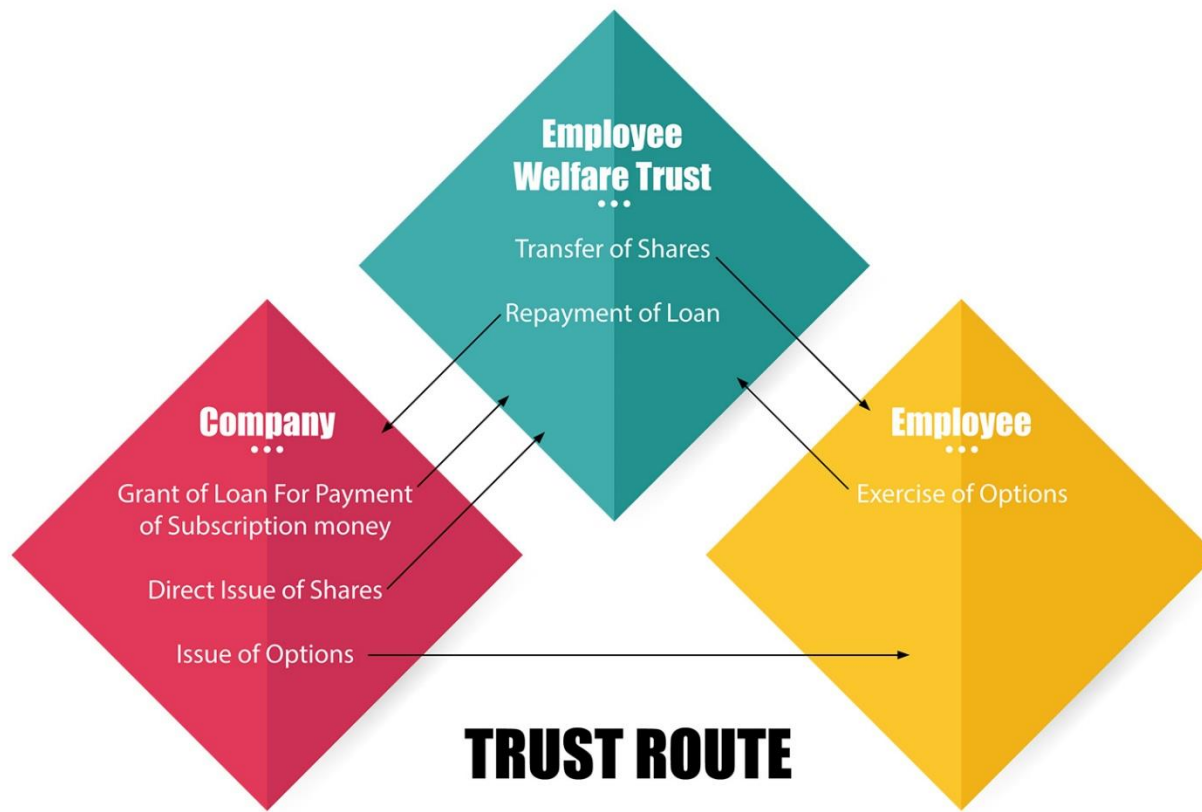 Employee
Welfare Trust
Transfer of Shares
Repayment of Loan
Company
Grant of Loan For Payment
of Subscription money
Direct Issue of Shares
Issue of Options
Employee
Exercise of Options
TRUST ROUTE